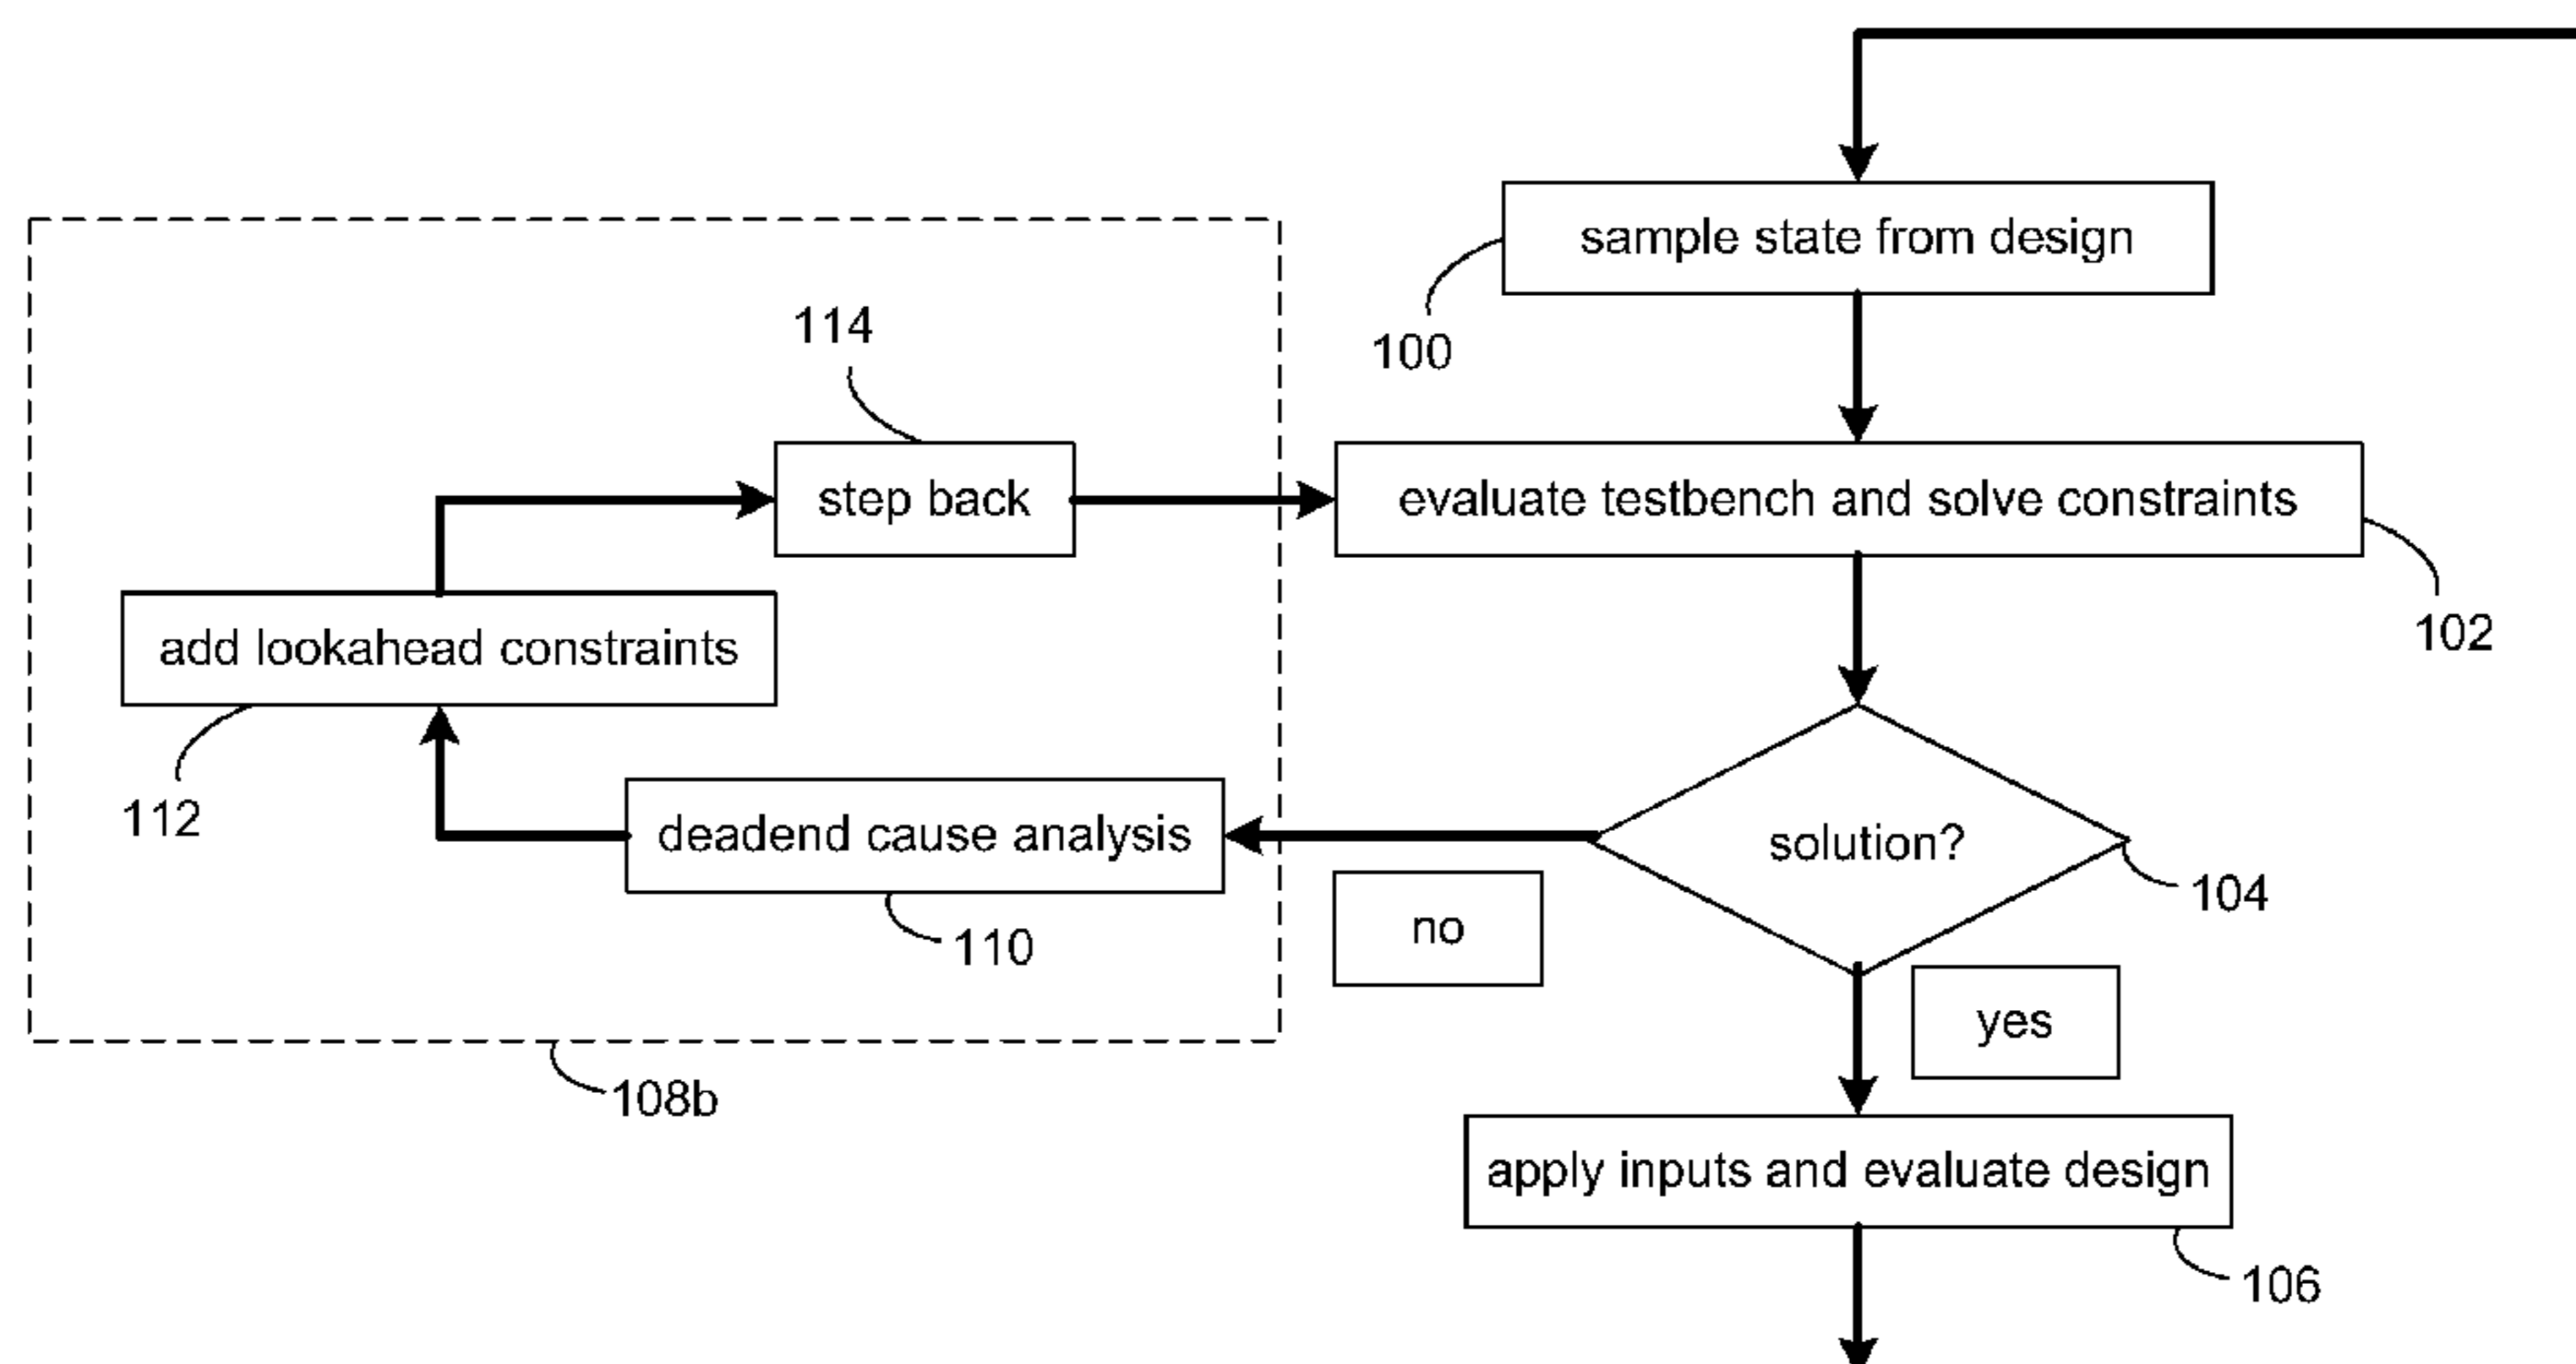 sample state from design
100
114
step back
evaluate testbench and solve constraints
102
add lookahead constraints
112
deadend cause analysis
110
solution?
104
no
yes
108b
apply inputs and evaluate design
106